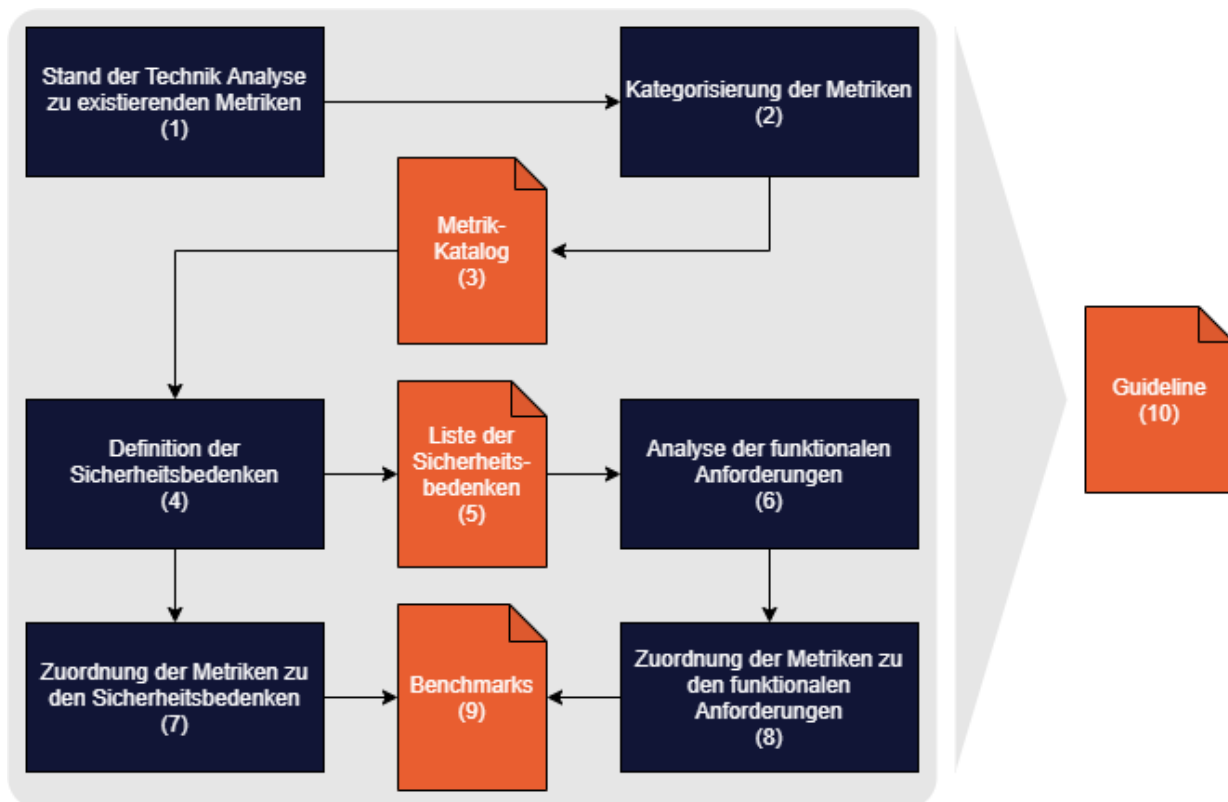 Stand der Technik Analyse
zu existierenden Metriken
(1)
Kategorisierung der Metriken
(2)
Metrik-
Katalog
(3)
Definition der
Sicherheitsbedenken
(4)
Liste der
Sicherheits-
bedenken
(5)
Analyse der funktionalen
Anforderungen
(6)
Zuordnung der Metriken zu
den Sicherheitsbedenken
(7)
Benchmarks
(9)
Zuordnung der Metriken zu
den funktionalen
Anforderungen
(8)
Guideline
(10)